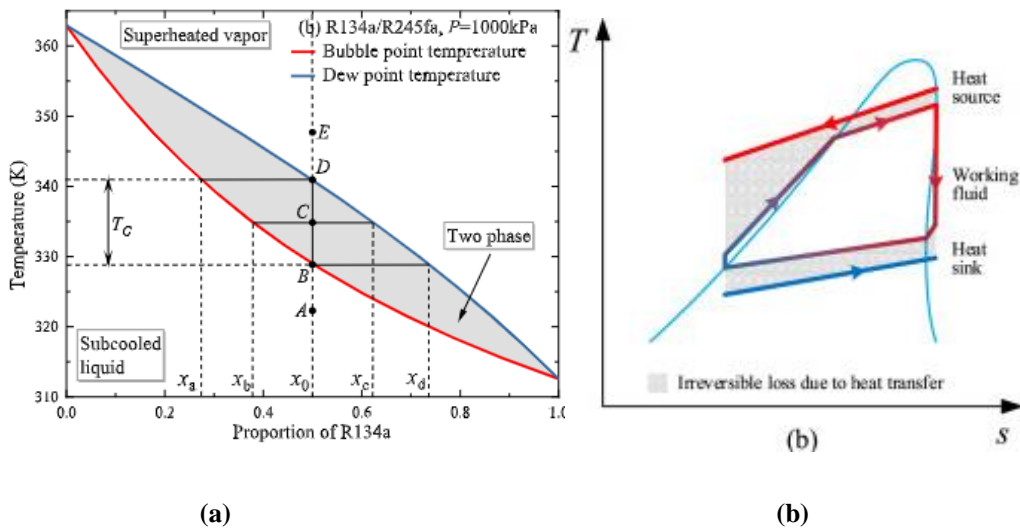 (b) R134a/R245fa, P=1000kPa
Superheated vapor
Bubble point temprerature
Dew point temperature
360
350
340
330
320
310
Temperature (K)
T_G
E
D
C
B
A
Two phase
Subcooled
liquid
x_a
x_b
x_0
x_c
x_d
0.0
0.2
0.4
0.6
0.8
1.0
Proportion of R134a
(a)
T
Heat
source
Working
fluid
Heat
sink
Irreversible loss due to heat transfer
s
(b)
(b)